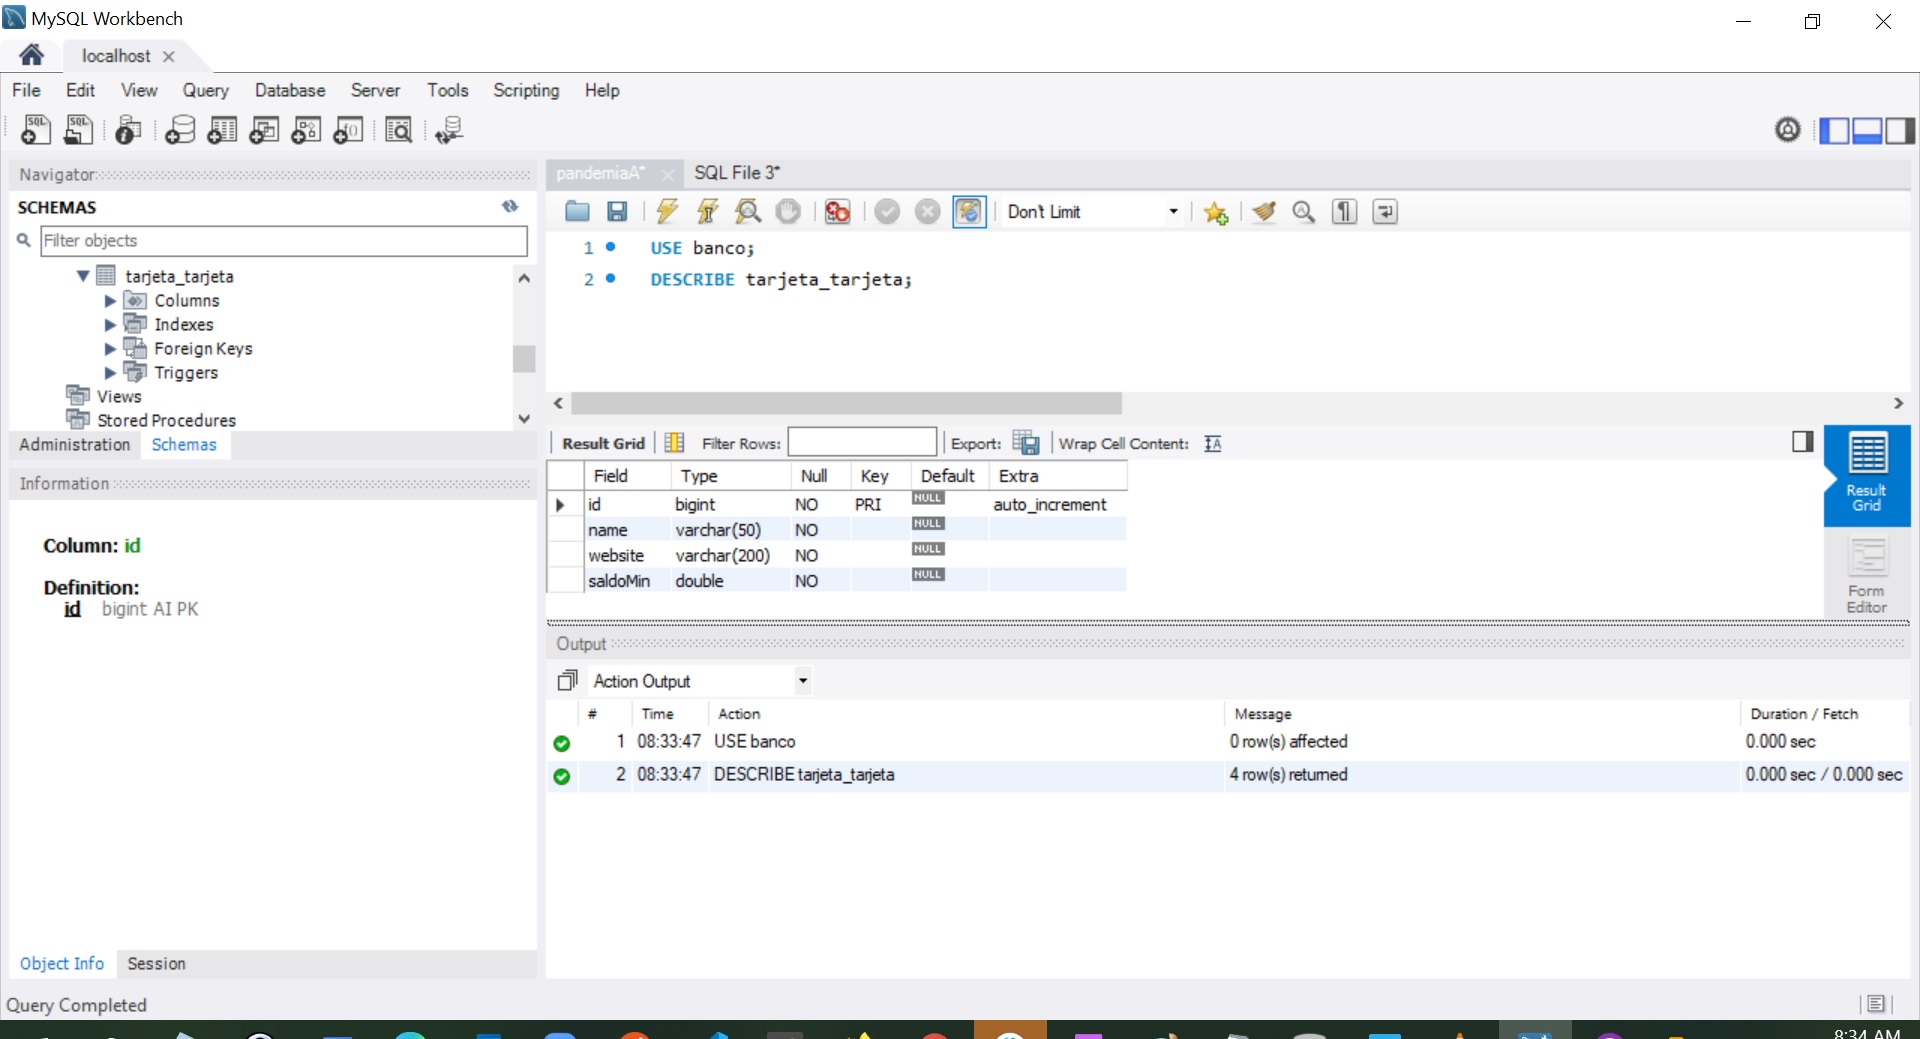 MySQL Workbench
localhost
File Edit View Query Database Server Tools Scripting Help
Navigator
SCHEMAS
Filter objects
tarjeta_tarjeta
Columns
Indexes
Foreign Keys
Triggers
Views
Stored Procedures
Administration Schemas
Information
Column: id
Definition:
id bigint AI PK
Object Info Session
pandemiaA* SQL File 3*
Don't Limit
1 USE banco;
2 DESCRIBE tarjeta_tarjeta;
Result Grid Filter Rows: Export: Wrap Cell Content:
Field Type Null Key Default Extra
id bigint NO PRI NULL auto_increment
name varchar(50) NO NULL
website varchar(200) NO NULL
saldoMin double NO NULL
Result Grid
Form Editor
Output
Action Output
# Time Action Message Duration / Fetch
1 08:33:47 USE banco 0 row(s) affected 0.000 sec
2 08:33:47 DESCRIBE tarjeta_tarjeta 4 row(s) returned 0.000 sec / 0.000 sec
Query Completed
8:34 AM